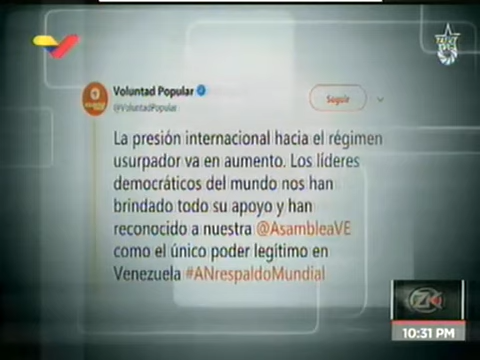 Voluntad Popular
@VoluntadPopular
Seguir
La presión internacional hacia el régimen
usurpador va en aumento. Los líderes
democráticos del mundo nos han
brindado todo su apoyo y han
reconocido a nuestra @AsambleaVE
como el único poder legítimo en
Venezuela #ANrespaldoMundial
ZK
10:31 PM